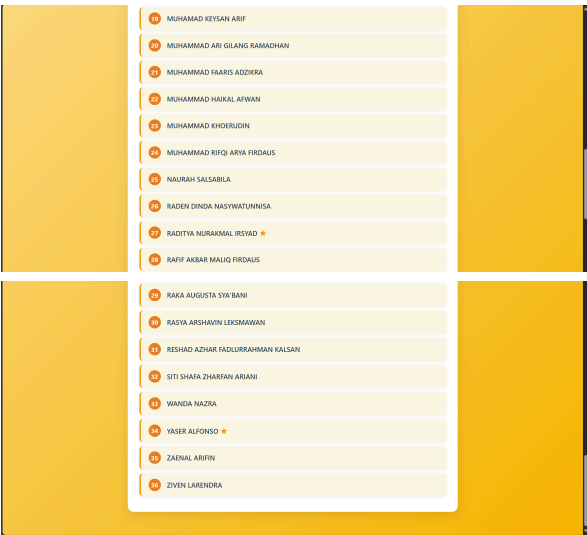 19 MUHAMAD KEYSAN ARIF
20 MUHAMMAD ARI GILANG RAMADHAN
21 MUHAMMAD FAARIS ADZIKRA
22 MUHAMMAD HAIKAL AFWAN
23 MUHAMMAD KHOERUDIN
24 MUHAMMAD RIFQI ARYA FIRDAUS
25 NAURAH SALSABILA
26 RADEN DINDA NASYWATUNNISA
27 RADITYA NURAKMAL IRSYAD ★
28 RAFIF AKBAR MALIQ FIRDAUS
29 RAKA AUGUSTA SYA'BANI
30 RASYA ARSHAVIN LEKSMAWAN
31 RESHAD AZHAR FADLURRAHMAN KALSAN
32 SITI SHAFA ZHARFAN ARIANI
33 WANDA NAZRA
34 YASER ALFONSO ★
35 ZAENAL ARIFIN
36 ZIVEN LARENDRA